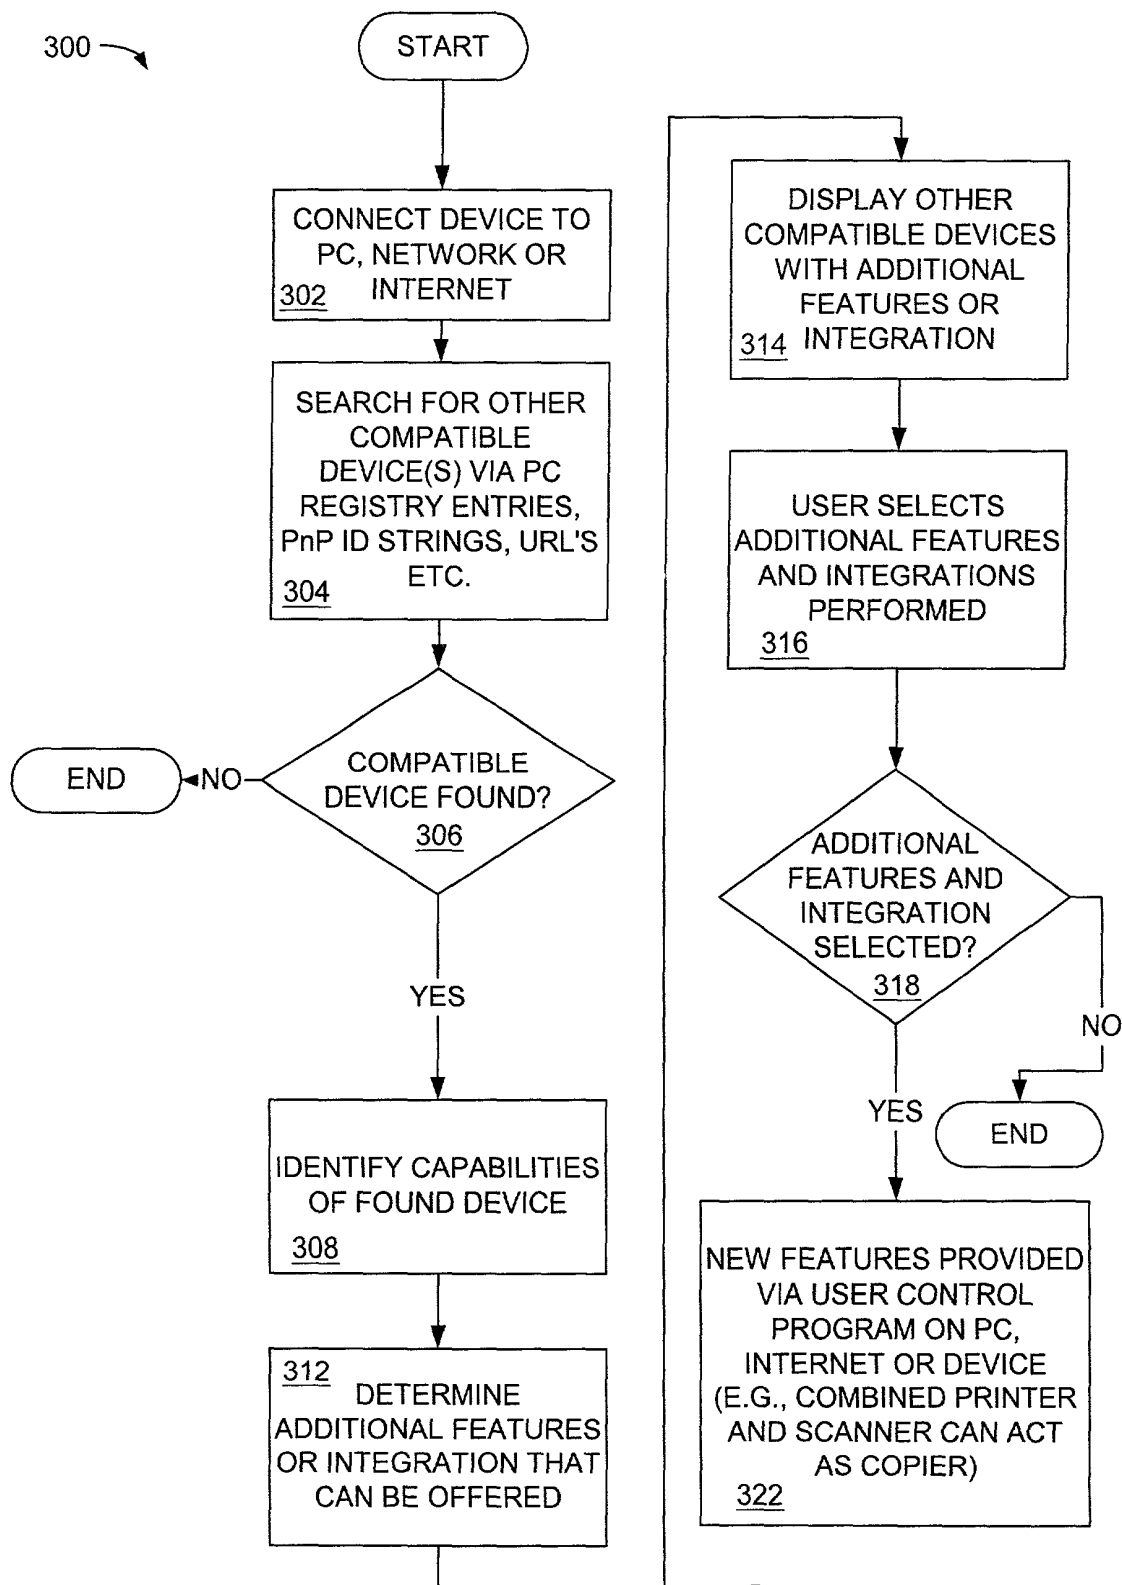 300
START
CONNECT DEVICE TO
PC, NETWORK OR
INTERNET
302
SEARCH FOR OTHER
COMPATIBLE
DEVICE(S) VIA PC
REGISTRY ENTRIES,
PnP ID STRINGS, URL'S
ETC.
304
COMPATIBLE
DEVICE FOUND?
306
NO
END
YES
IDENTIFY CAPABILITIES
OF FOUND DEVICE
308
312
DETERMINE
ADDITIONAL FEATURES
OR INTEGRATION THAT
CAN BE OFFERED
DISPLAY OTHER
COMPATIBLE DEVICES
WITH ADDITIONAL
FEATURES OR
INTEGRATION
314
USER SELECTS
ADDITIONAL FEATURES
AND INTEGRATIONS
PERFORMED
316
ADDITIONAL
FEATURES AND
INTEGRATION
SELECTED?
318
NO
END
YES
NEW FEATURES PROVIDED
VIA USER CONTROL
PROGRAM ON PC,
INTERNET OR DEVICE
(E.G., COMBINED PRINTER
AND SCANNER CAN ACT
AS COPIER)
322